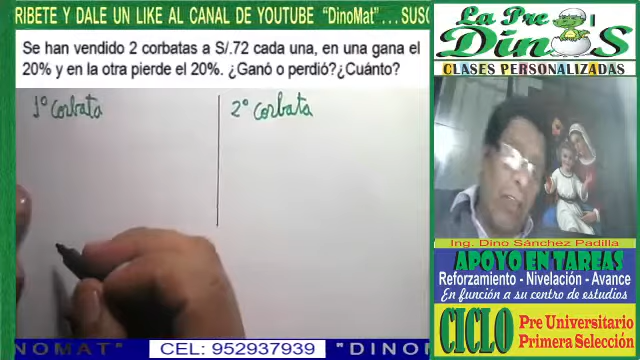 RIBETE Y DALE UN LIKE AL CANAL DE YOUTUBE "DinoMat"... SUSC
La Pre
DinoS
CLASES PERSONALIZADAS
Se han vendido 2 corbatas a S/.72 cada una, en una gana el
20% y en la otra pierde el 20%. ¿Ganó o perdió?¿Cuánto?
1° Corbata
2° Corbata
Ing. Dino Sánchez Padilla
APOYO EN TAREAS
Reforzamiento - Nivelación - Avance
En función a su centro de estudios
CICLO
Pre Universitario
Primera Selección
NOMAT" CEL: 952937939 "DINOM